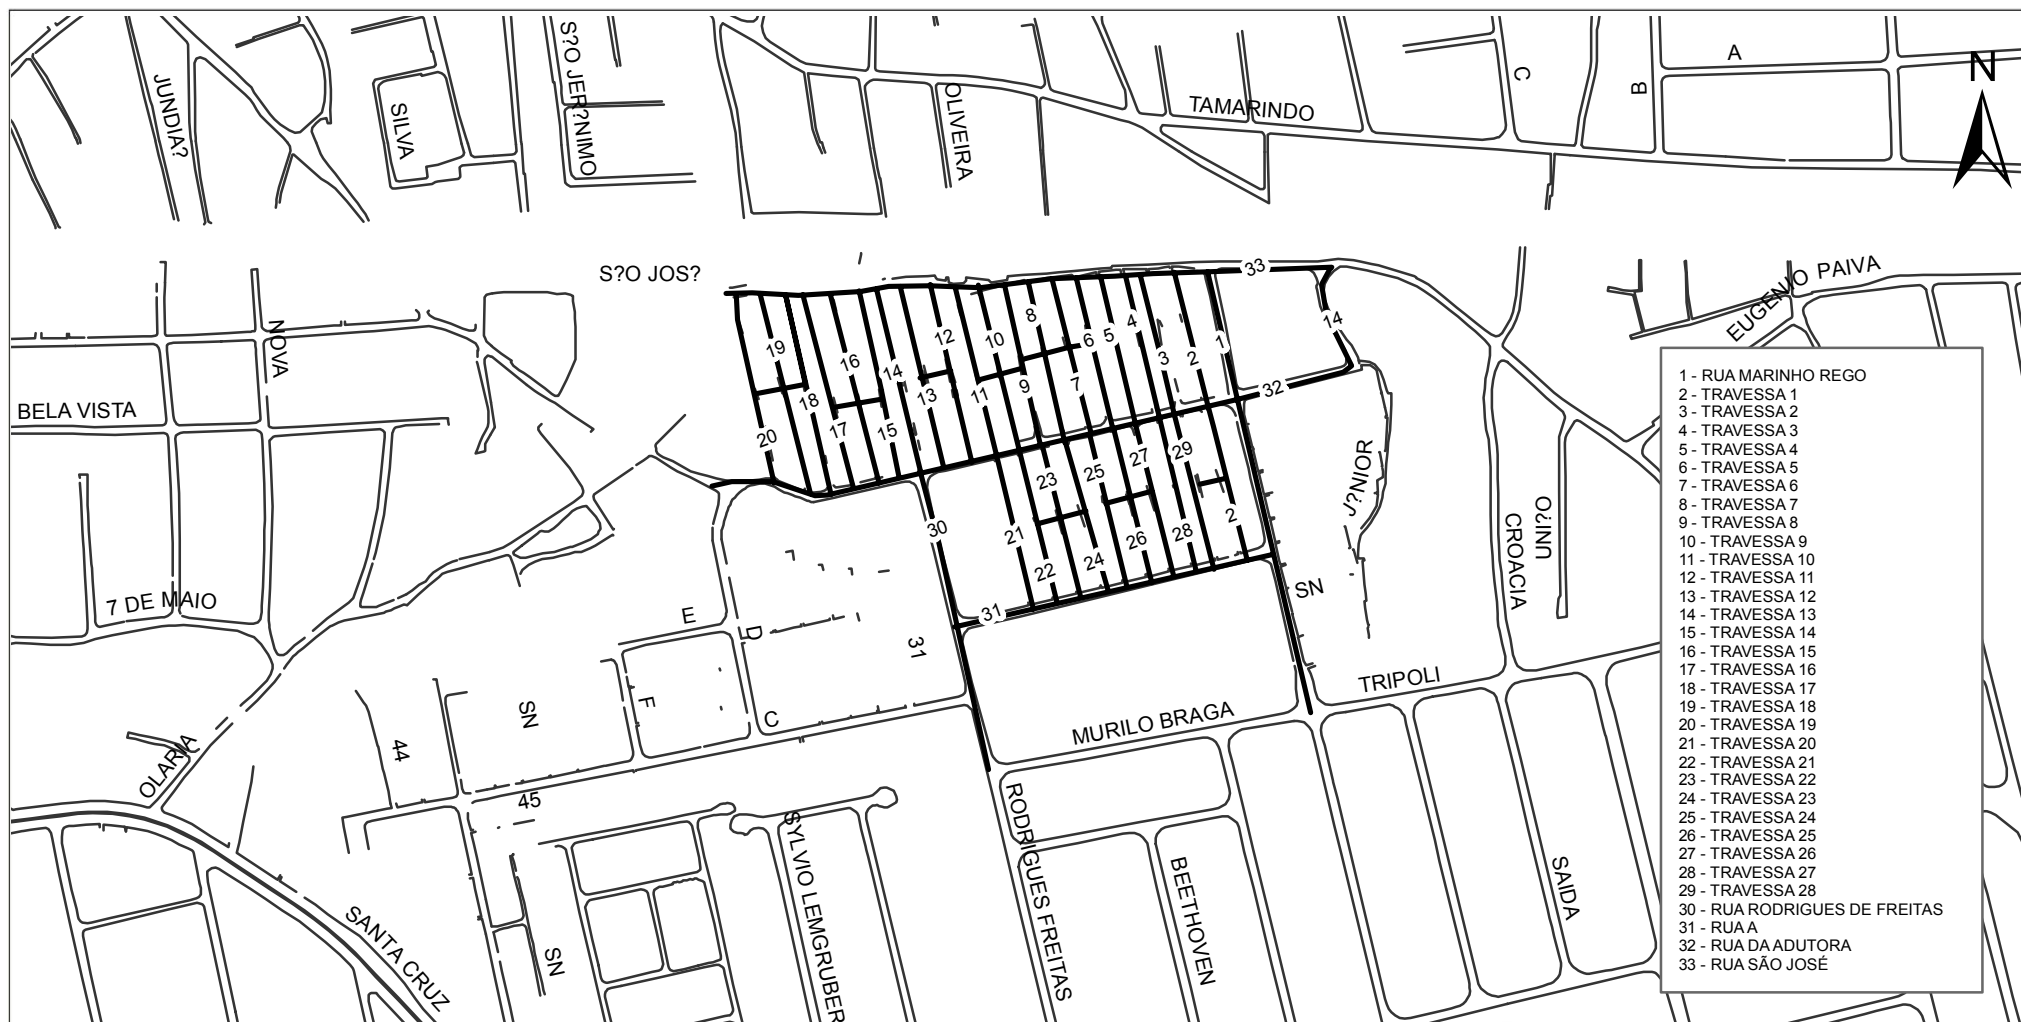 S?O JER?NIMO
JUNDIA?
SILVA
OLIVEIRA
TAMARINDO
C
B
A
N
S?O JOS?
33
EUGENIO PAIVA
NOVA
BELA VISTA
19
16
12
10
8
6
5
4
3
2
1
14
14
18
20
17
15
13
11
9
7
32
1 - RUA MARINHO REGO
2 - TRAVESSA 1
3 - TRAVESSA 2
4 - TRAVESSA 3
5 - TRAVESSA 4
6 - TRAVESSA 5
7 - TRAVESSA 6
8 - TRAVESSA 7
9 - TRAVESSA 8
10 - TRAVESSA 9
11 - TRAVESSA 10
12 - TRAVESSA 11
13 - TRAVESSA 12
14 - TRAVESSA 13
15 - TRAVESSA 14
16 - TRAVESSA 15
17 - TRAVESSA 16
18 - TRAVESSA 17
19 - TRAVESSA 18
20 - TRAVESSA 19
21 - TRAVESSA 20
22 - TRAVESSA 21
23 - TRAVESSA 22
24 - TRAVESSA 23
25 - TRAVESSA 24
26 - TRAVESSA 25
27 - TRAVESSA 26
28 - TRAVESSA 27
29 - TRAVESSA 28
30 - RUA RODRIGUES DE FREITAS
31 - RUA A
32 - RUA DA ADUTORA
33 - RUA SÃO JOSÉ
23
25
27
29
J?NIOR
30
21
22
24
26
28
2
CROACIA
UNI¿O
7 DE MAIO
E
D
31
31
SN
F
C
SN
44
45
TRIPOLI
MURILO BRAGA
OLARIA
SANTA CRUZ
SN
SYLVIO LEMGRUBER
RODRIGUES FREITAS
BEETHOVEN
SAIDA